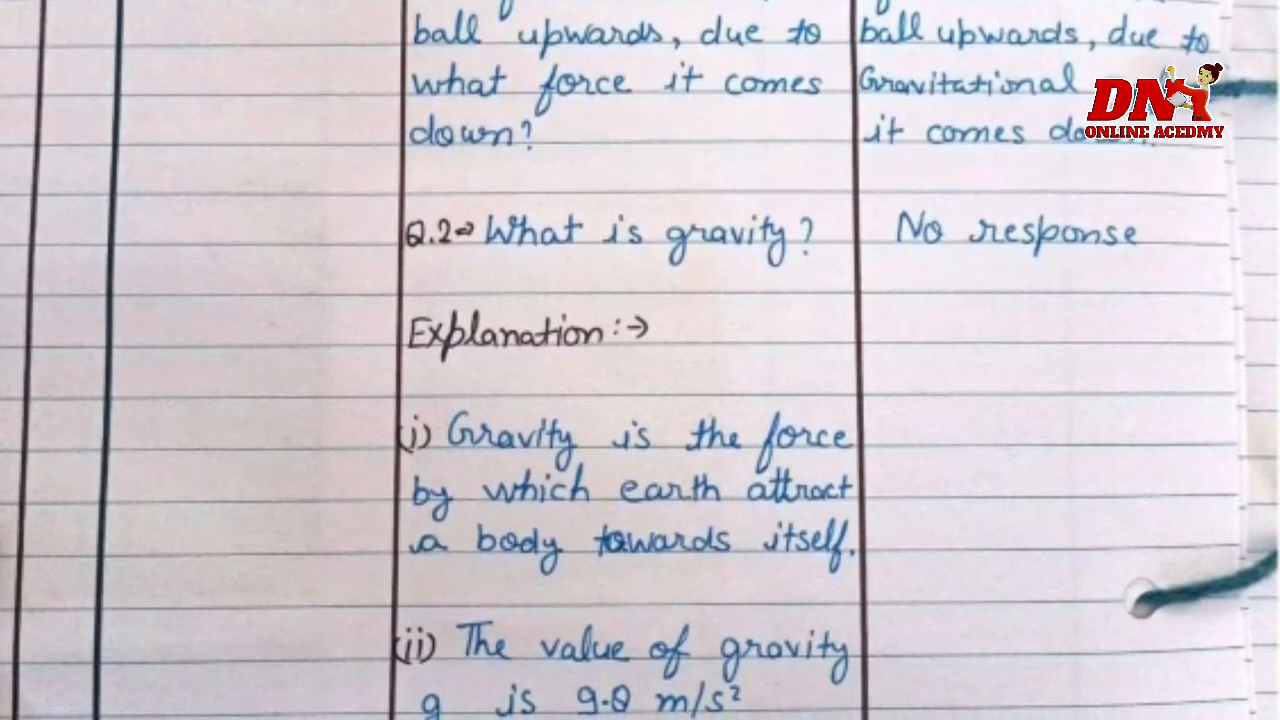 ball upwards, due to
what force it comes
down?
Q.2⇒ What is gravity?
Explanation :→
(i) Gravity is the force
by which earth attract
a body towards itself.
(ii) The value of gravity
g is 9.8 m/s²
ball upwards, due to
Gravitational
it comes
No response
DN
ONLINE ACEDMY